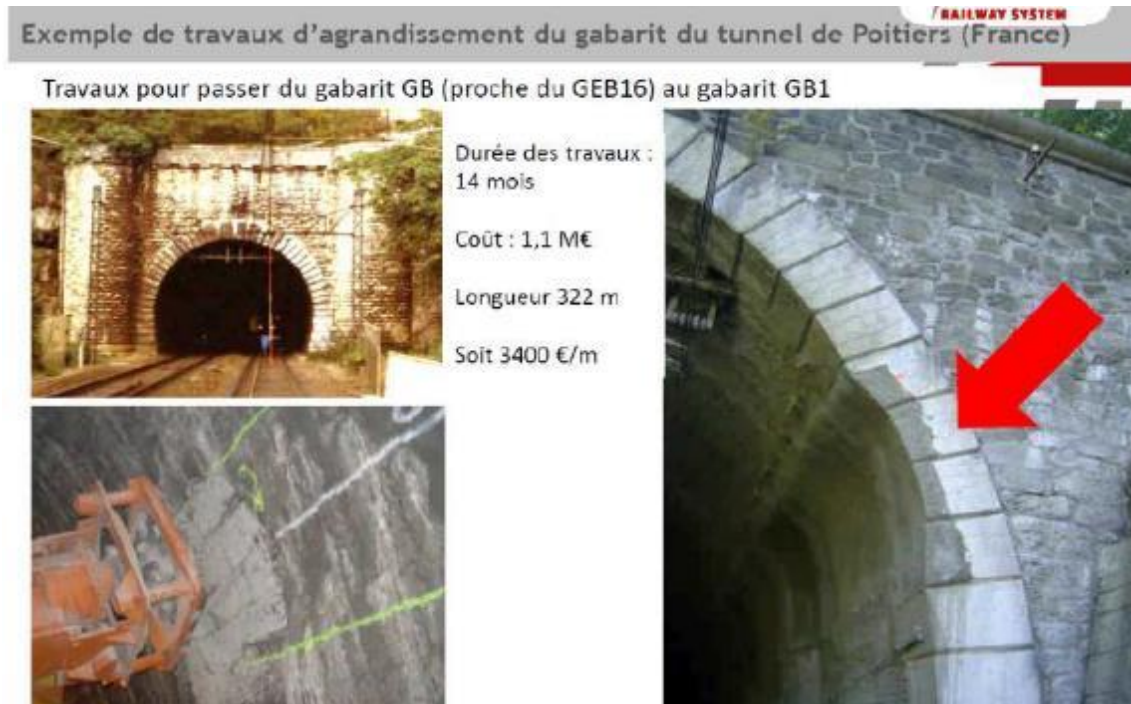 RAILWAY SYSTEM
Exemple de travaux d'agrandissement du gabarit du tunnel de Poitiers (France)
Travaux pour passer du gabarit GB (proche du GEB16) au gabarit GB1
Durée des travaux :
14 mois
Coût : 1,1 M€
Longueur 322 m
Soit 3400 €/m